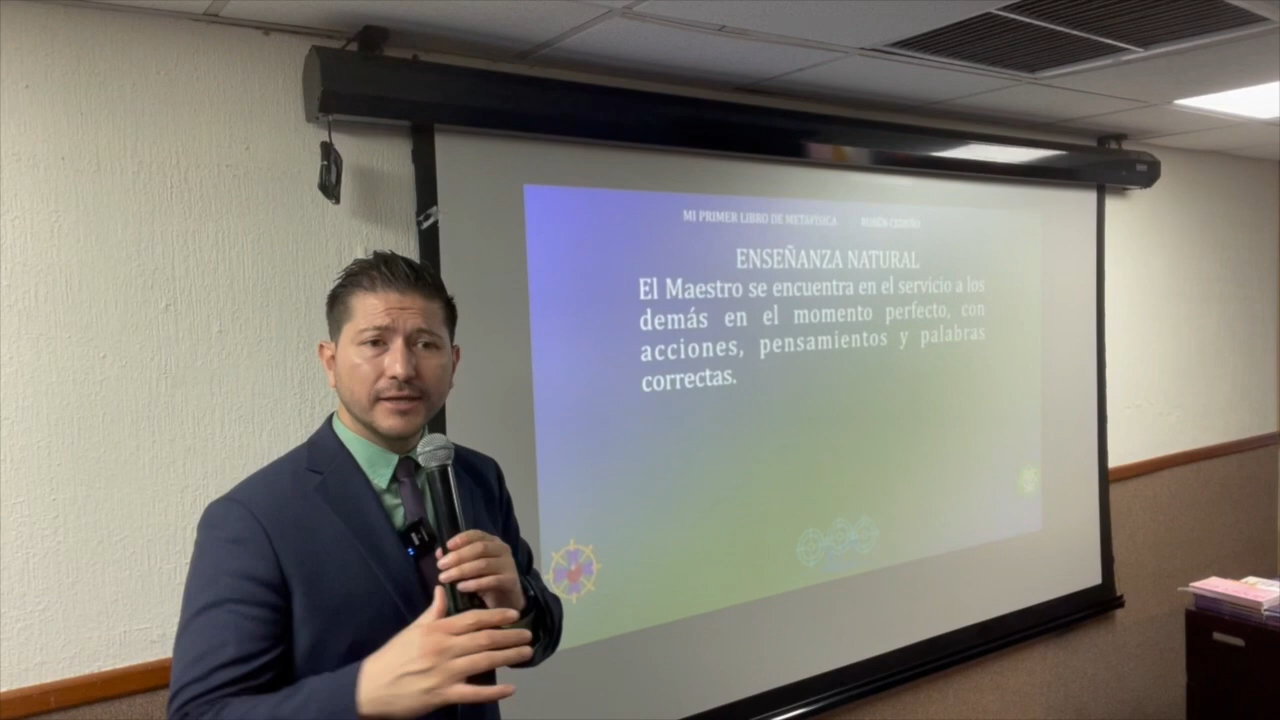 MI PRIMER LIBRO DE METAFÍSICA RUBÉN CEDEÑO
ENSEÑANZA NATURAL
El Maestro se encuentra en el servicio a los
demás en el momento perfecto, con
acciones, pensamientos y palabras
correctas.